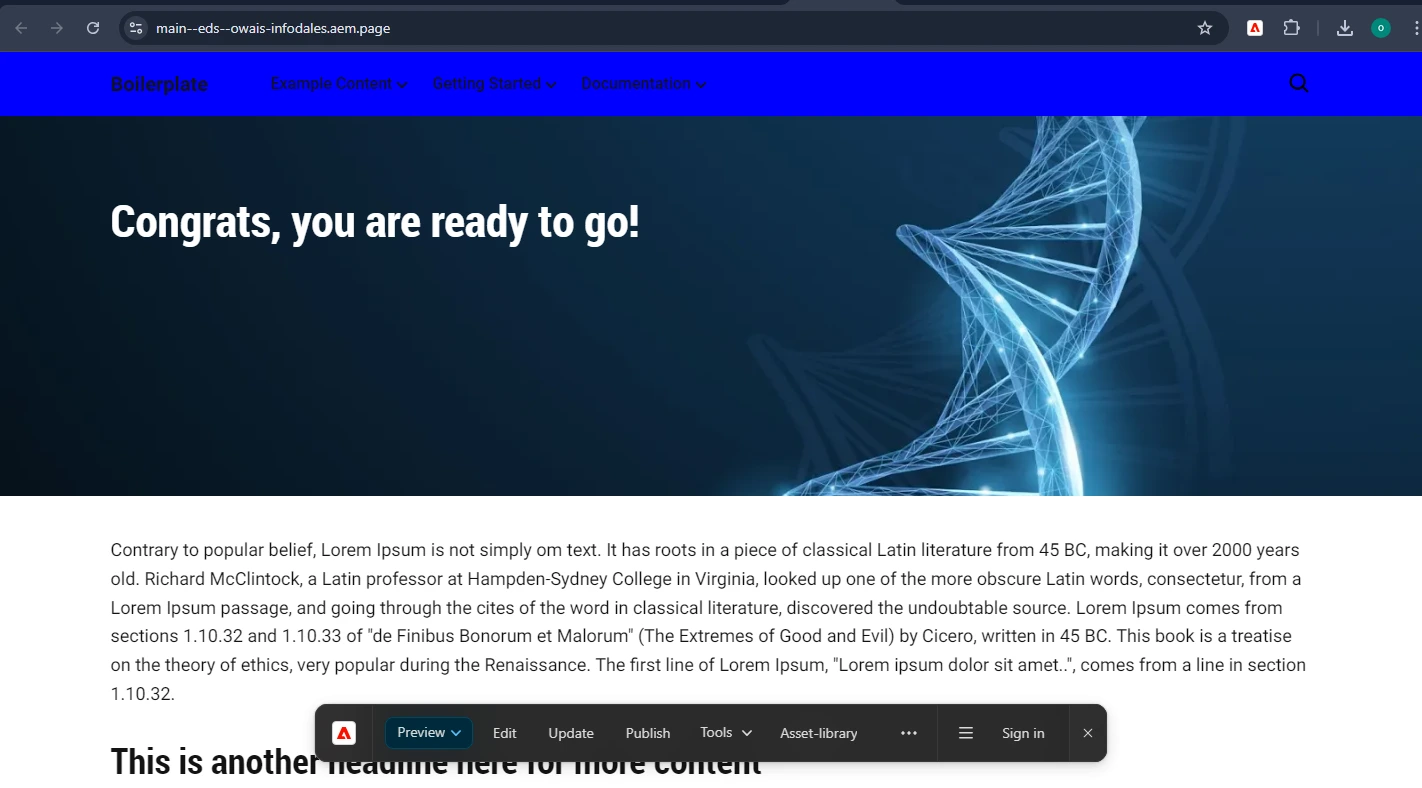 main--eds--owais-infodales.aem.page
o
Boilerplate
Example Content
Getting Started
Documentation
Congrats, you are ready to go!
Contrary to popular belief, Lorem Ipsum is not simply om text. It has roots in a piece of classical Latin literature from 45 BC, making it over 2000 years
old. Richard McClintock, a Latin professor at Hampden-Sydney College in Virginia, looked up one of the more obscure Latin words, consectetur, from a
Lorem Ipsum passage, and going through the cites of the word in classical literature, discovered the undoubtable source. Lorem Ipsum comes from
sections 1.10.32 and 1.10.33 of "de Finibus Bonorum et Malorum" (The Extremes of Good and Evil) by Cicero, written in 45 BC. This book is a treatise
on the theory of ethics, very popular during the Renaissance. The first line of Lorem Ipsum, "Lorem ipsum dolor sit amet..", comes from a line in section
1.10.32.
Preview
Edit
Update
Publish
Tools
Asset-library
Sign in
This is another headline here for more content